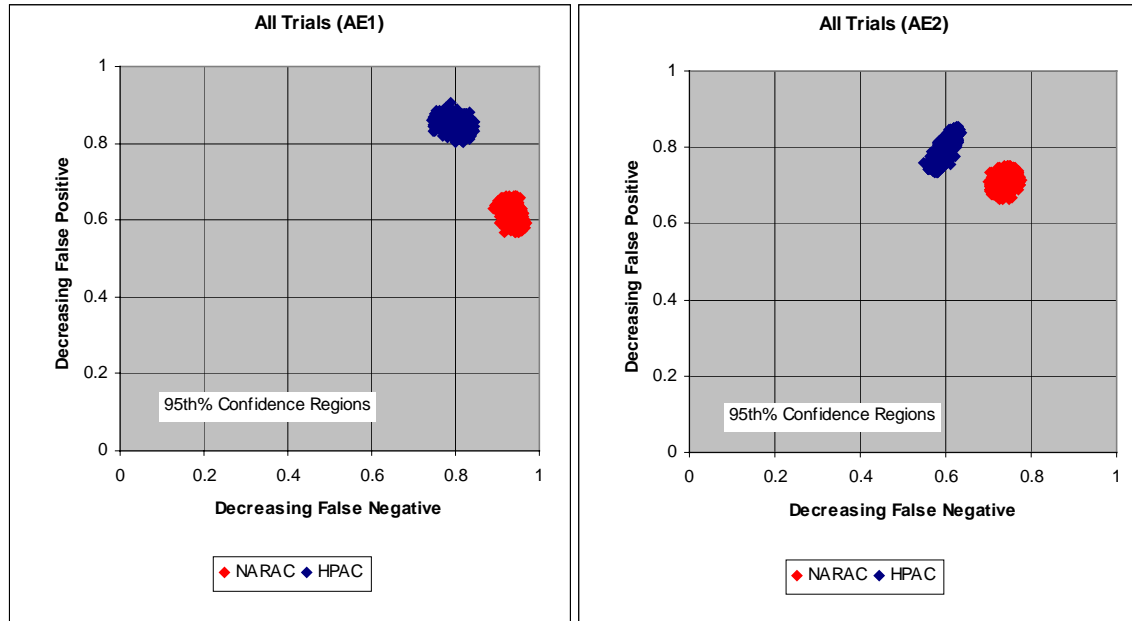 All Trials (AE1)
Decreasing False Positive
1
0.8
0.6
0.4
0.2
0
95th% Confidence Regions
0 0.2 0.4 0.6 0.8 1
Decreasing False Negative
NARAC HPAC
All Trials (AE2)
Decreasing False Positive
1
0.8
0.6
0.4
0.2
0
95th% Confidence Regions
0 0.2 0.4 0.6 0.8 1
Decreasing False Negative
NARAC HPAC